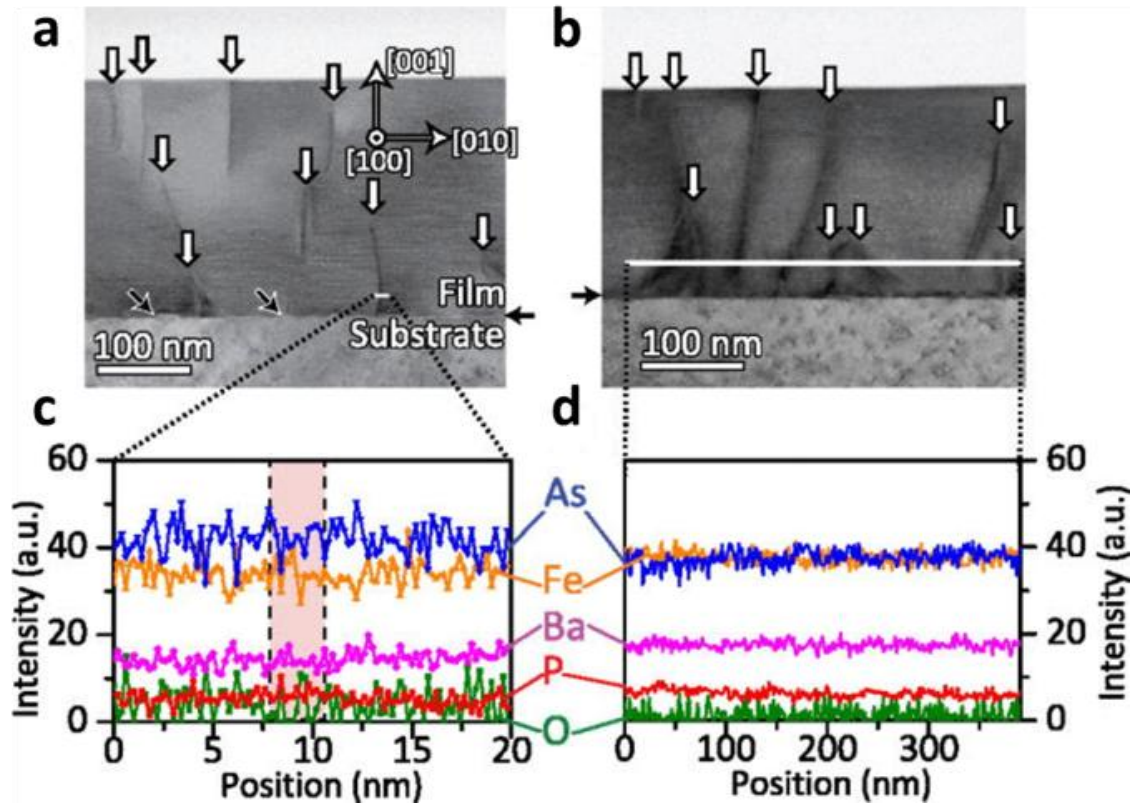 a
[001]
[010]
[100]
Film
Substrate
100 nm
b
100 nm
c
60
40
20
0
Intensity (a.u.)
0 5 10 15 20
Position (nm)
As
Fe
Ba
P
O
d
60
40
20
0
Intensity (a.u.)
0 100 200 300
Position (nm)